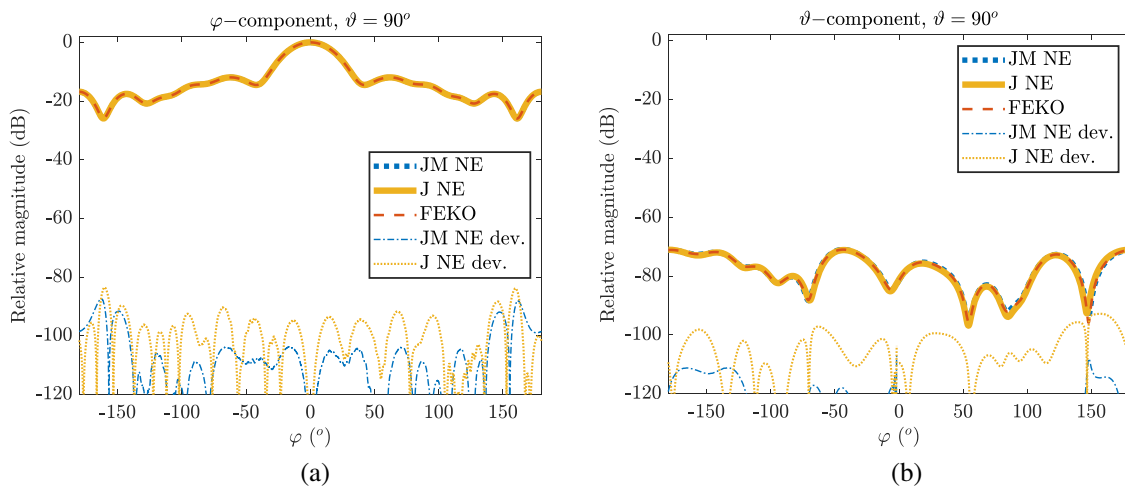 φ−component, ϑ = 90°
0
-20
-40
-60
-80
-100
-120
Relative magnitude (dB)
JM NE
J NE
FEKO
JM NE dev.
J NE dev.
-150 -100 -50 0 50 100 150
φ (°)
(a)
ϑ−component, ϑ = 90°
0
-20
-40
-60
-80
-100
-120
Relative magnitude (dB)
JM NE
J NE
FEKO
JM NE dev.
J NE dev.
-150 -100 -50 0 50 100 150
φ (°)
(b)